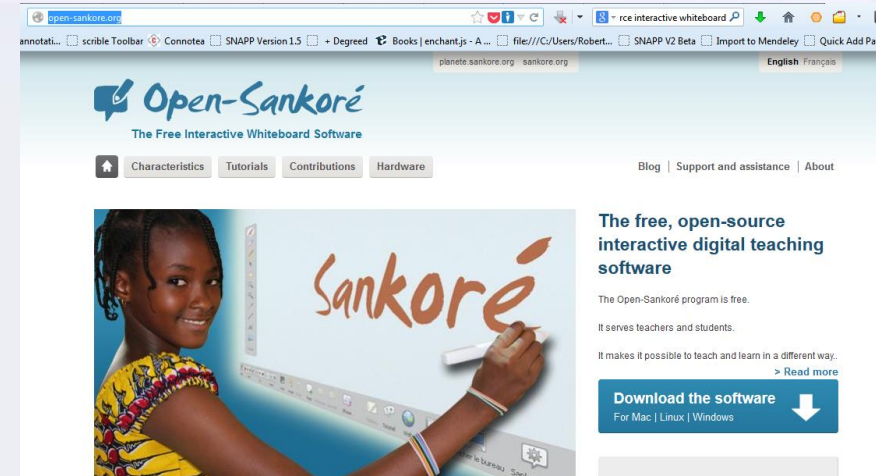 open-sankore.org
rce interactive whiteboard
annotati... scrible Toolbar Connotea SNAPP Version 1.5 + Degreed Books | enchant.js - A ... file:///C:/Users/Robert... SNAPP V2 Beta Import to Mendeley Quick Add Pa
planete.sankore.org sankore.org English Français
Open-Sankoré
The Free Interactive Whiteboard Software
Characteristics Tutorials Contributions Hardware Blog | Support and assistance | About
Sankoré
The free, open-source
interactive digital teaching
software
The Open-Sankoré program is free.
It serves teachers and students.
It makes it possible to teach and learn in a different way..
> Read more
Download the software
For Mac | Linux | Windows
le bureau